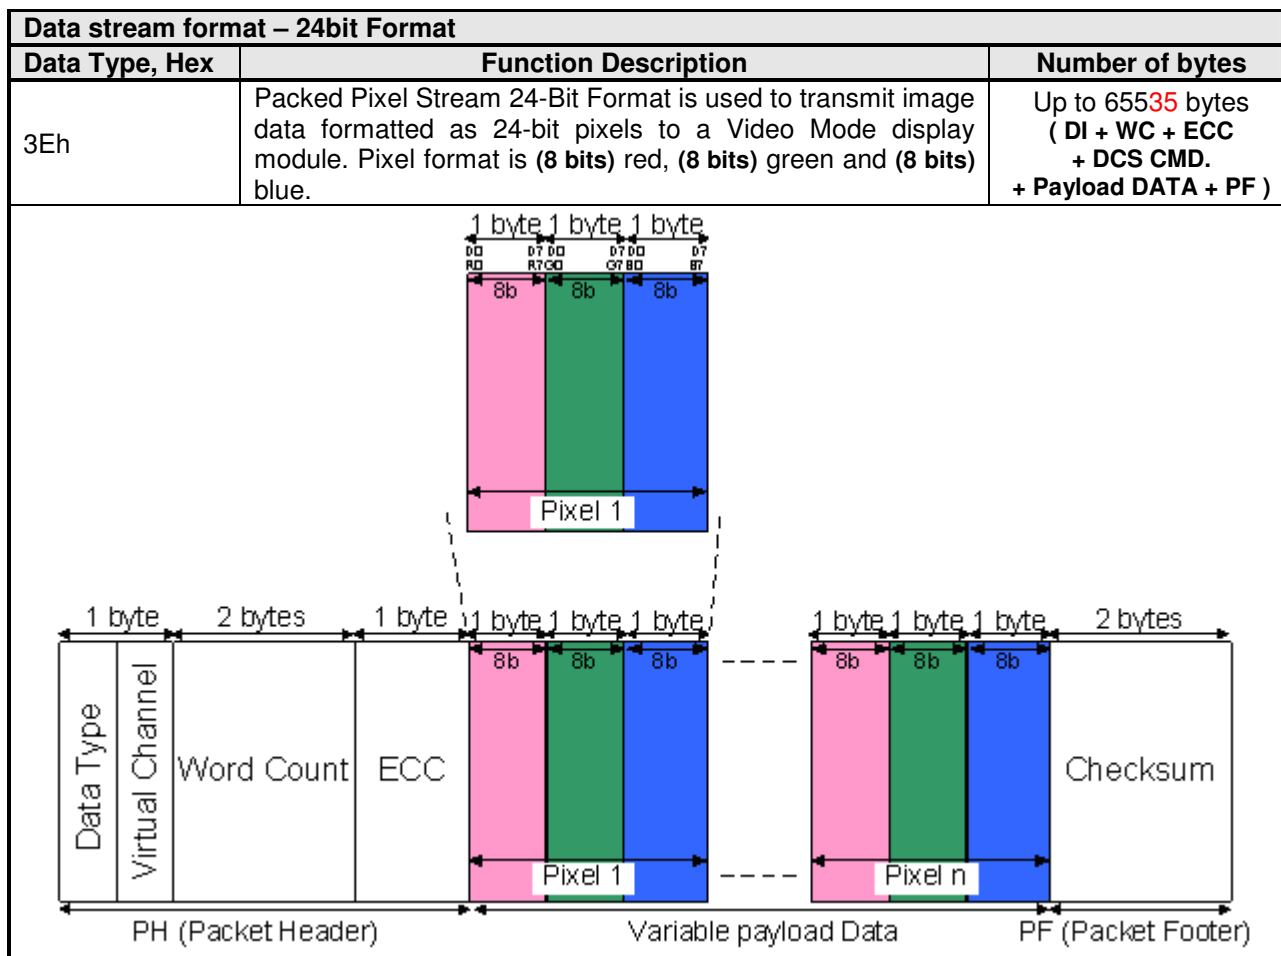 Data stream format – 24bit Format
Data Type, Hex
Function Description
Number of bytes
3Eh
Packed Pixel Stream 24-Bit Format is used to transmit image
data formatted as 24-bit pixels to a Video Mode display
module. Pixel format is (8 bits) red, (8 bits) green and (8 bits)
blue.
Up to 65535 bytes
( DI + WC + ECC
+ DCS CMD.
+ Payload DATA + PF )
1 byte 1 byte 1 byte
D0 D7 D0 D7 D0 D7
R0 R7 G0 G7 B0 B7
8b 8b 8b
Pixel 1
1 byte 2 bytes 1 byte 1 byte 1 byte 1 byte 1 byte 1 byte 1 byte 2 bytes
8b 8b 8b 8b 8b 8b
Data Type
Virtual Channel
Word Count
ECC
Checksum
Pixel 1
Pixel n
PH (Packet Header)
Variable payload Data
PF (Packet Footer)